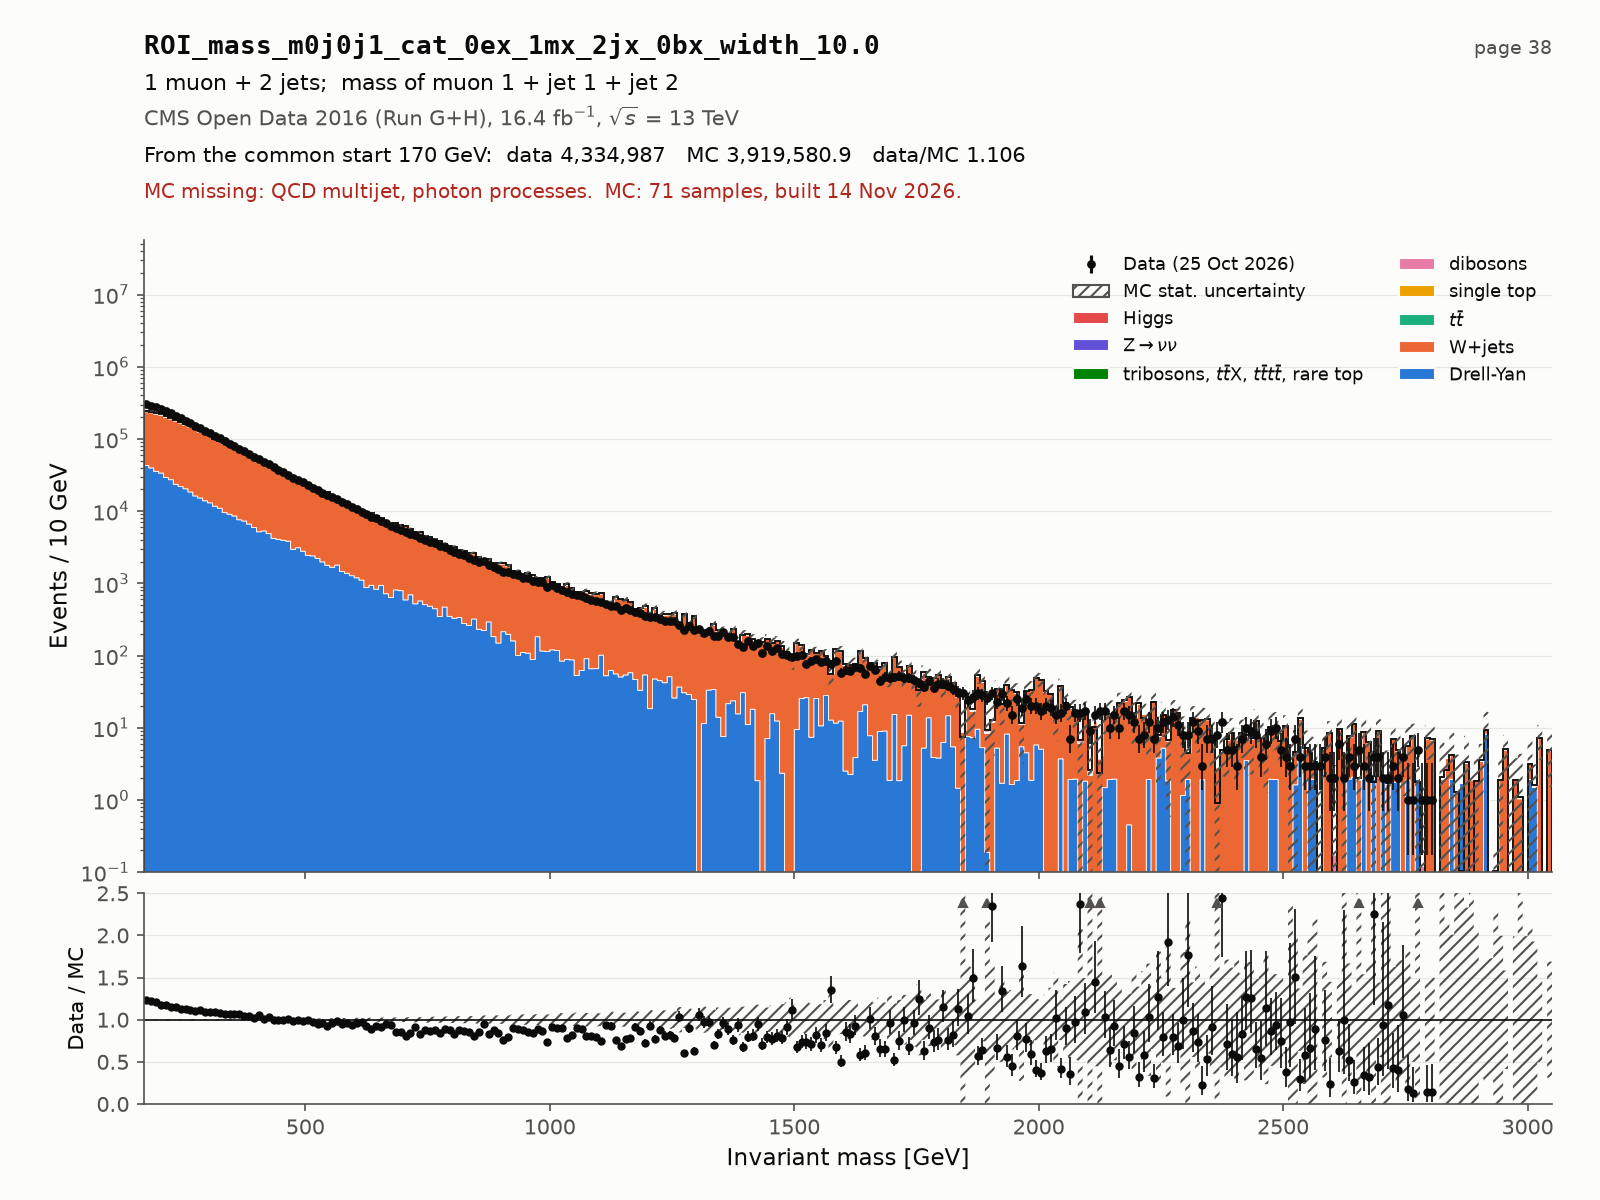 ROI_mass_m0j0j1_cat_0ex_1mx_2jx_0bx_width_10.0
page 38
1 muon + 2 jets;  mass of muon 1 + jet 1 + jet 2
CMS Open Data 2016 (Run G+H), 16.4 fb⁻¹, √s = 13 TeV
From the common start 170 GeV:  data 4,334,987   MC 3,919,580.9   data/MC 1.106
MC missing: QCD multijet, photon processes.  MC: 71 samples, built 14 Nov 2026.
Data (25 Oct 2026)
MC stat. uncertainty
Higgs
Z→νν
tribosons, tt̄X, tt̄tt̄, rare top
dibosons
single top
tt̄
W+jets
Drell-Yan
Events / 10 GeV
10⁷
10⁶
10⁵
10⁴
10³
10²
10¹
10⁰
10⁻¹
Data / MC
2.5
2.0
1.5
1.0
0.5
0.0
500 1000 1500 2000 2500 3000
Invariant mass [GeV]